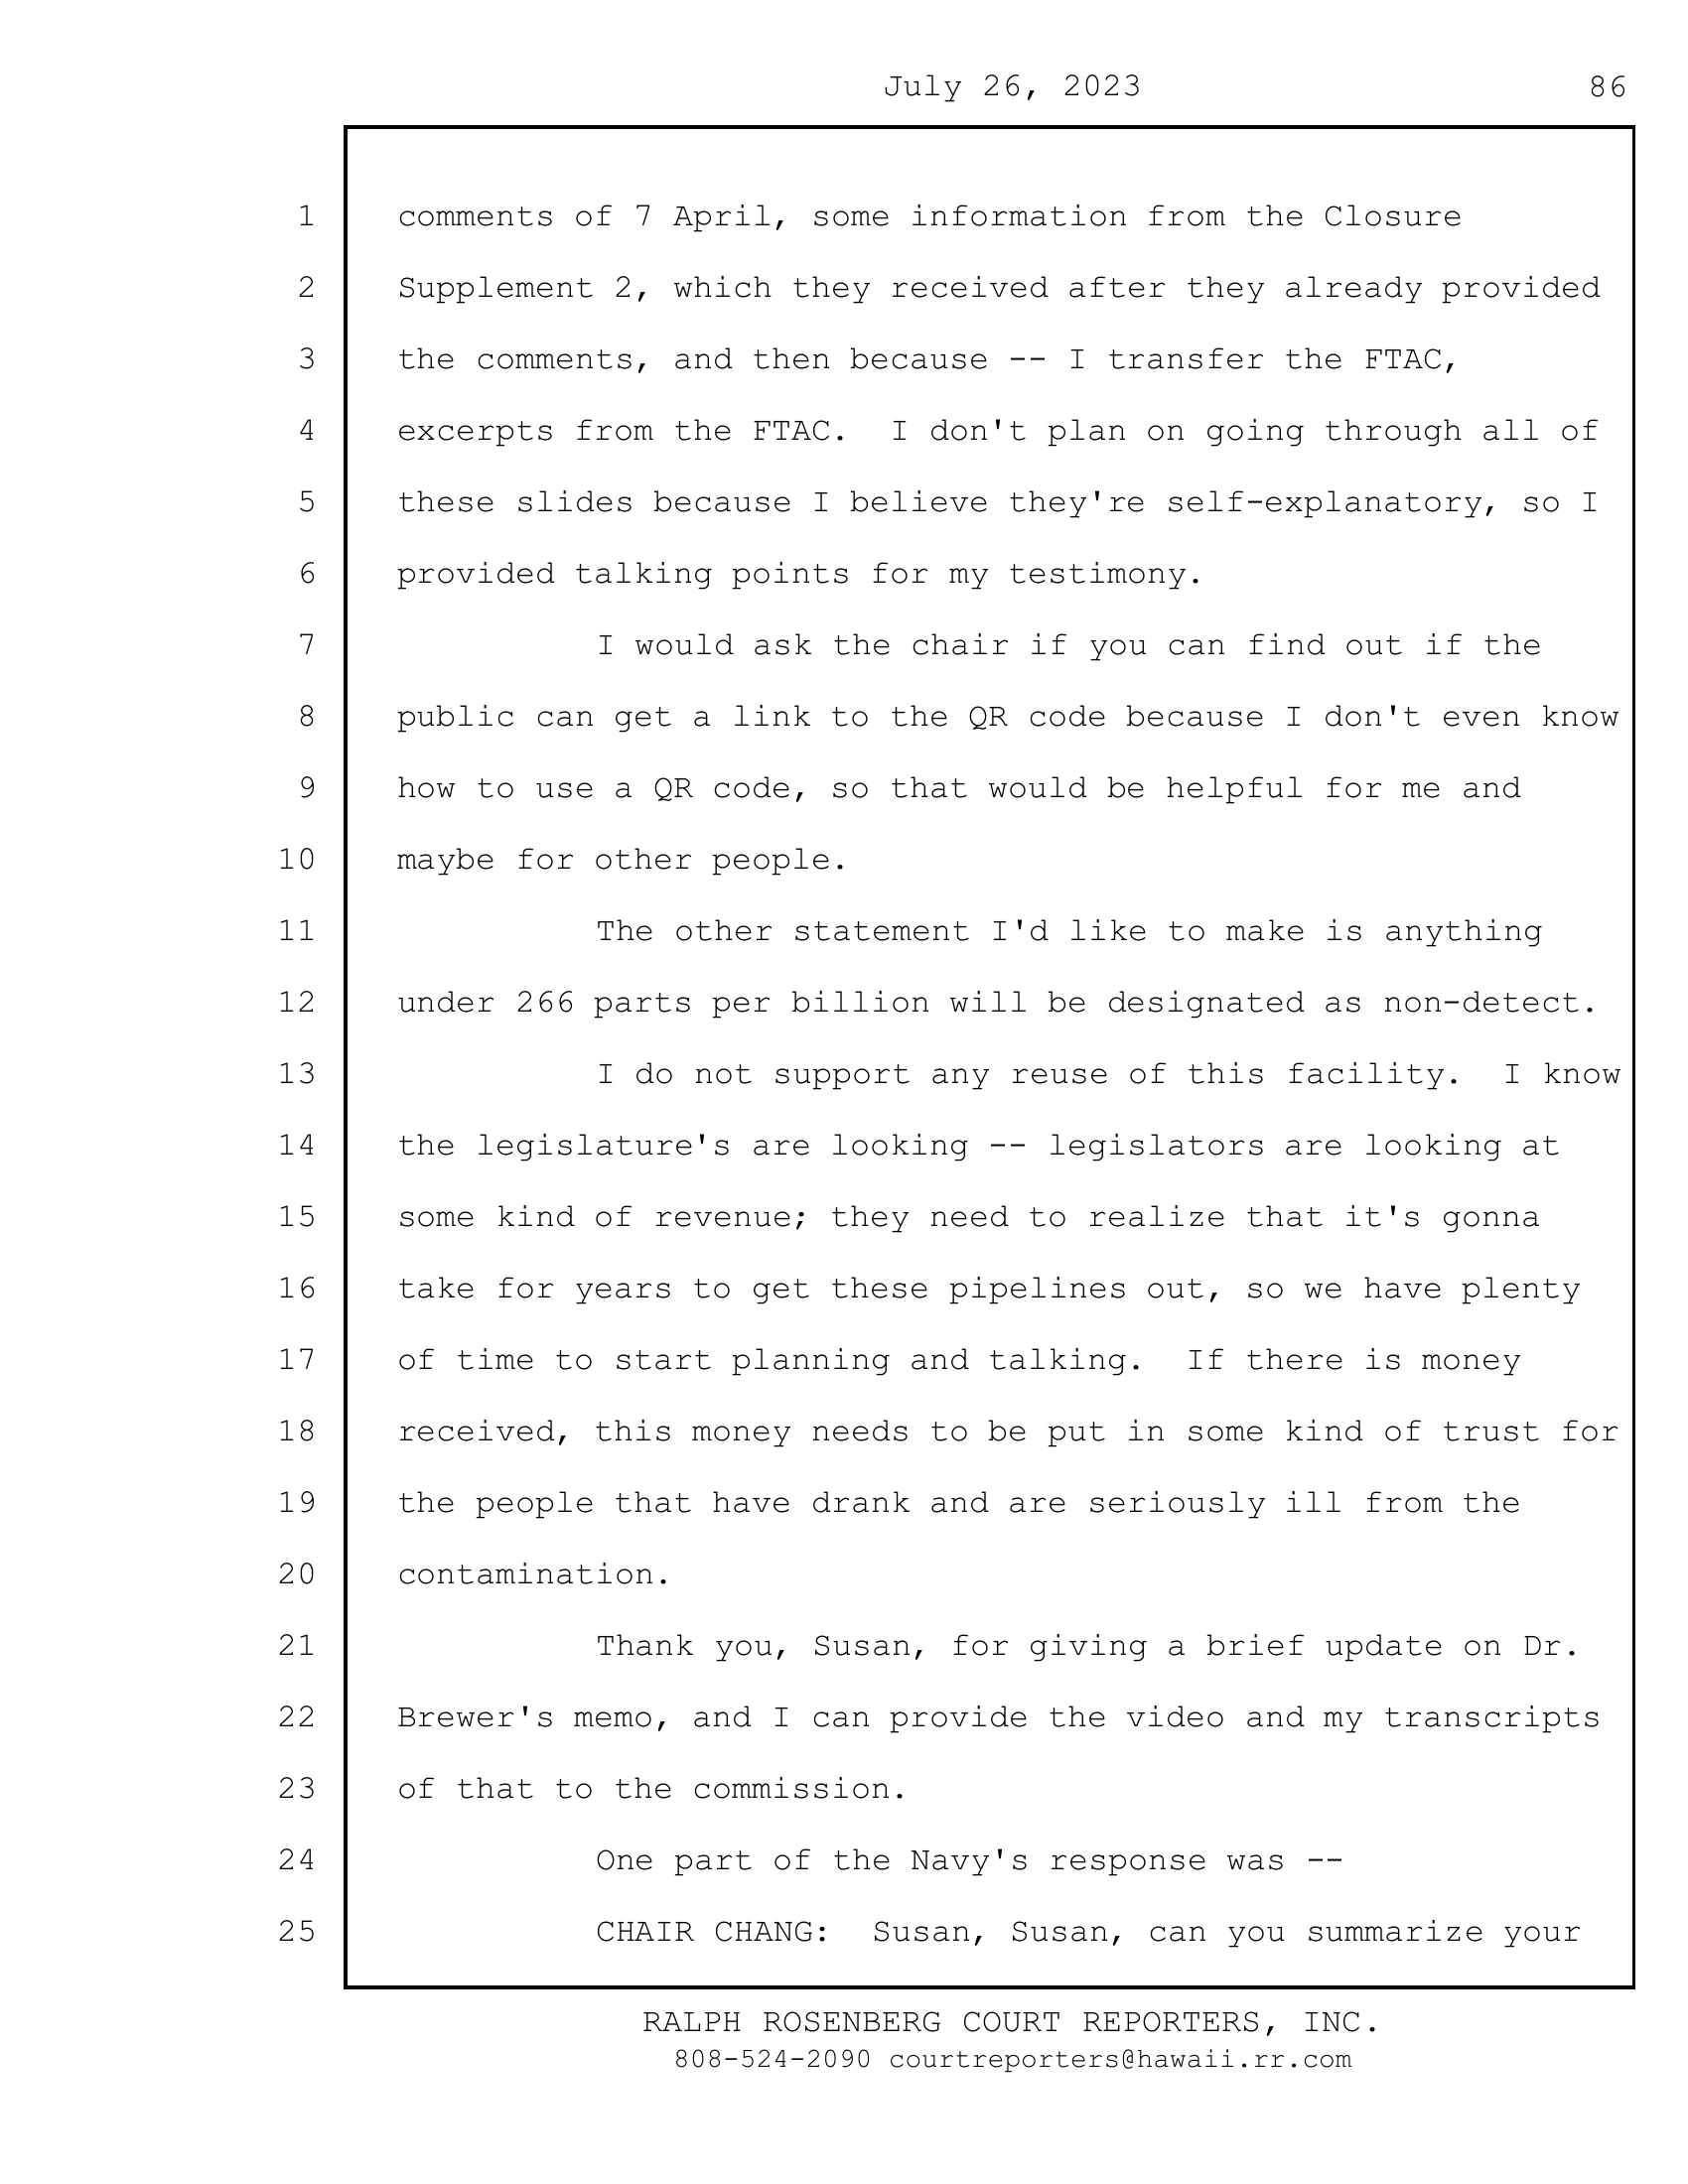 July 26, 2023 86
1 comments of 7 April, some information from the Closure
2 Supplement 2, which they received after they already provided
3 the comments, and then because -- I transfer the FTAC,
4 excerpts from the FTAC.  I don't plan on going through all of
5 these slides because I believe they're self-explanatory, so I
6 provided talking points for my testimony.
7 I would ask the chair if you can find out if the
8 public can get a link to the QR code because I don't even know
9 how to use a QR code, so that would be helpful for me and
10 maybe for other people.
11 The other statement I'd like to make is anything
12 under 266 parts per billion will be designated as non-detect.
13 I do not support any reuse of this facility.  I know
14 the legislature's are looking -- legislators are looking at
15 some kind of revenue; they need to realize that it's gonna
16 take for years to get these pipelines out, so we have plenty
17 of time to start planning and talking.  If there is money
18 received, this money needs to be put in some kind of trust for
19 the people that have drank and are seriously ill from the
20 contamination.
21 Thank you, Susan, for giving a brief update on Dr.
22 Brewer's memo, and I can provide the video and my transcripts
23 of that to the commission.
24 One part of the Navy's response was --
25 CHAIR CHANG:  Susan, Susan, can you summarize your
RALPH ROSENBERG COURT REPORTERS, INC.
808-524-2090 courtreporters@hawaii.rr.com